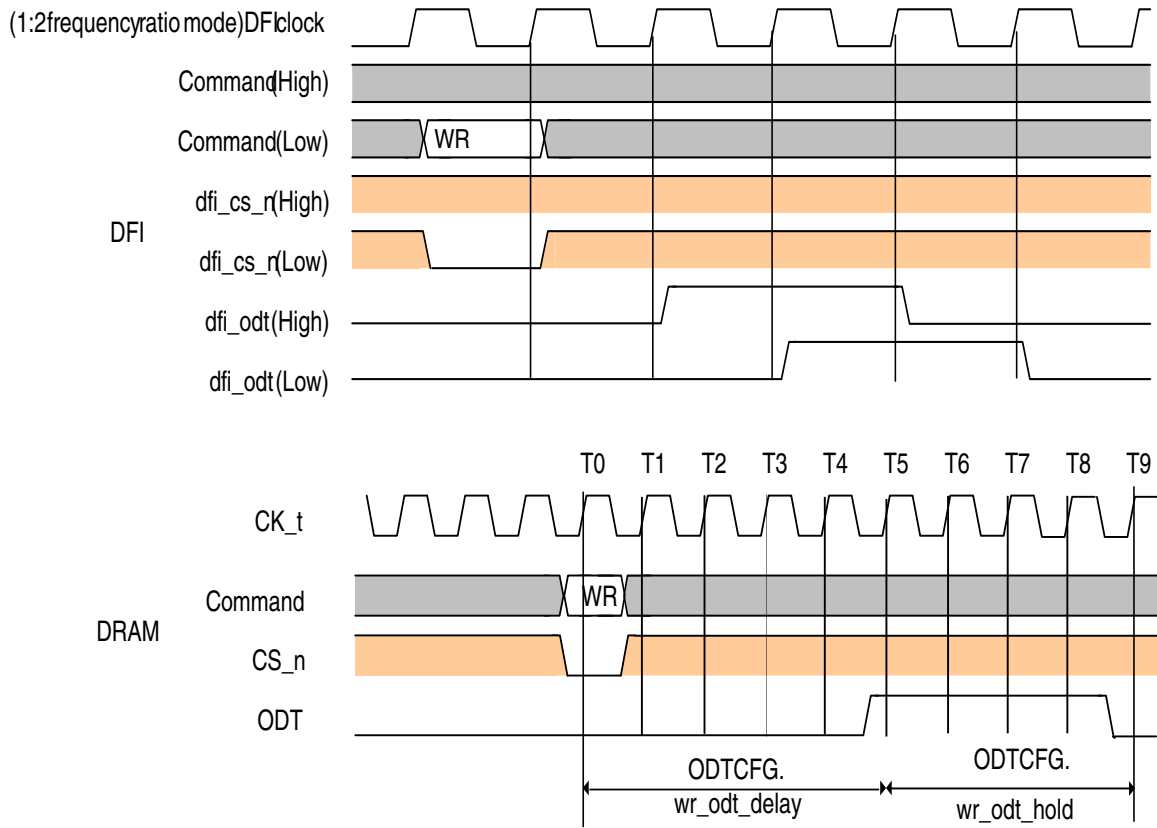 (1:2frequencyratio mode)DFIclock
Command(High)
Command(Low)
WR
dfi_cs_n(High)
DFI
dfi_cs_n(Low)
dfi_odt(High)
dfi_odt(Low)
T0 T1 T2 T3 T4 T5 T6 T7 T8 T9
CK_t
Command
WR
DRAM
CS_n
ODT
ODTCFG. ODTCFG.
wr_odt_delay wr_odt_hold